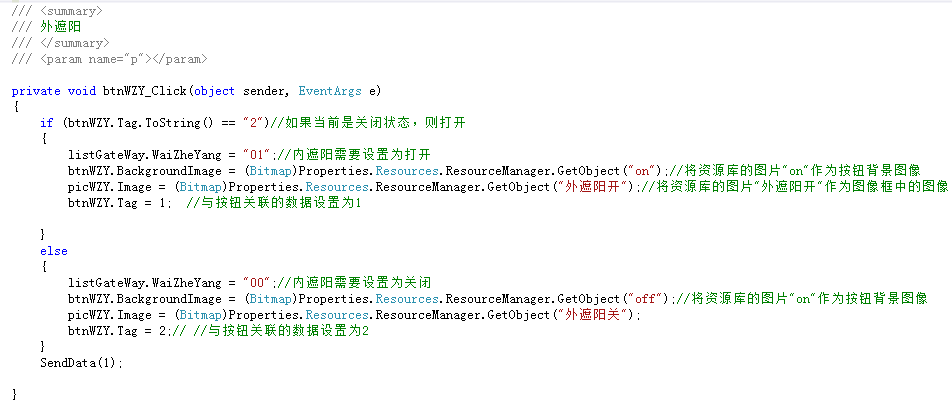 /// <summary>
/// 外遮阳
/// </summary>
/// <param name="p"></param>
private void btnWZY_Click(object sender, EventArgs e)
{
if (btnWZY.Tag.ToString() == "2")//如果当前是关闭状态，则打开
{
listGateWay.WaiZheYang = "01";//内遮阳需要设置为打开
btnWZY.BackgroundImage = (Bitmap)Properties.Resources.ResourceManager.GetObject("on");//将资源库的图片"on"作为按钮背景图像
picWZY.Image = (Bitmap)Properties.Resources.ResourceManager.GetObject("外遮阳开");//将资源库的图片"外遮阳开"作为图像框中的图像
btnWZY.Tag = 1;  //与按钮关联的数据设置为1
}
else
{
listGateWay.WaiZheYang = "00";//内遮阳需要设置为关闭
btnWZY.BackgroundImage = (Bitmap)Properties.Resources.ResourceManager.GetObject("off");//将资源库的图片"on"作为按钮背景图像
picWZY.Image = (Bitmap)Properties.Resources.ResourceManager.GetObject("外遮阳关");
btnWZY.Tag = 2;// //与按钮关联的数据设置为2
}
SendData(1);
}